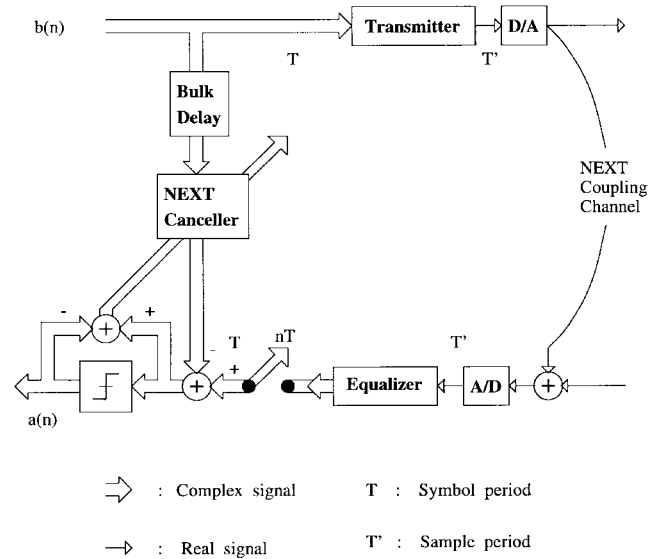 b(n)
Transmitter
D/A
T
T'
Bulk
Delay
NEXT
Canceller
NEXT
Coupling
Channel
-
+
-
T
+
nT
T'
+
+
Equalizer
A/D
+
a(n)
: Complex signal
T : Symbol period
: Real signal
T' : Sample period